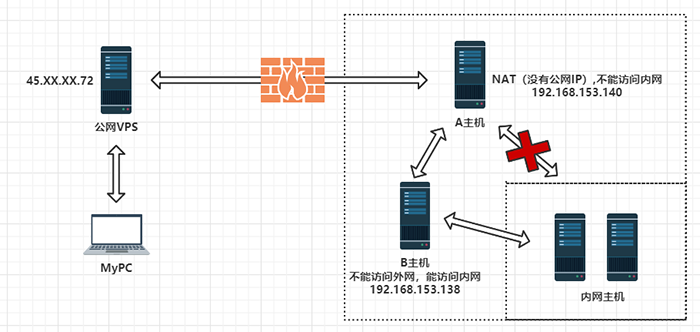 45.XX.XX.72
公网VPS
MyPC
NAT（没有公网IP）,不能访问内网
192.168.153.140
A主机
B主机
不能访问外网，能访问内网
192.168.153.138
内网主机